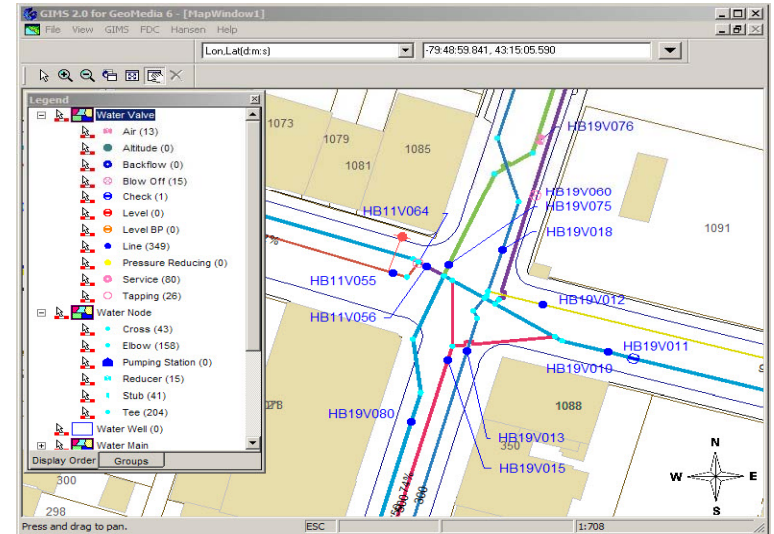 GIMS 2.0 for GeoMedia 6 - [MapWindow1]
File View GIMS FDC Hansen Help
Lon,Lat(d:m:s) -79:48:59.841, 43:15:05.590
Legend
Water Valve
Air (13)
Altitude (0)
Backflow (0)
Blow Off (15)
Check (1)
Level (0)
Level BP (0)
Line (349)
Pressure Reducing (0)
Service (80)
Tapping (26)
Water Node
Cross (43)
Elbow (158)
Pumping Station (0)
Reducer (15)
Stub (41)
Tee (204)
Water Well (0)
Water Main
Display Order Groups
1073
1079
1081
1085
HB19V076
HB19V060
HB19V075
HB11V064
HB19V018
1091
HB11V055
HB19V012
HB11V056
HB19V011
HB19V010
HB19V080
1088
HB19V013
350
HB19V015
300
298
300
N
W E
S
Press and drag to pan. ESC 1:708